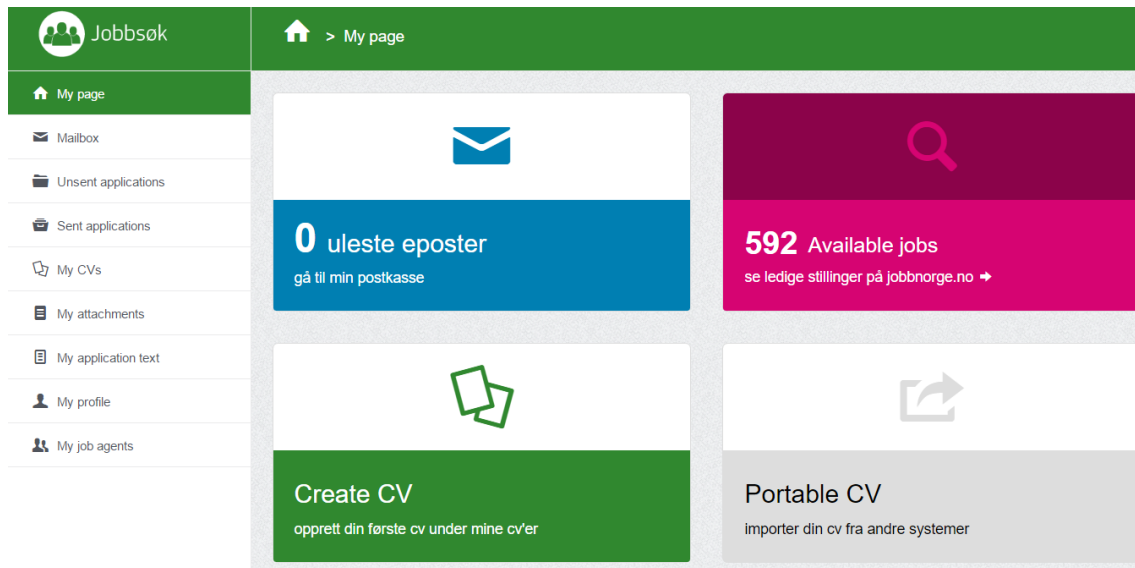 Jobbsøk
> My page
My page
Mailbox
Unsent applications
Sent applications
My CVs
My attachments
My application text
My profile
My job agents
0 uleste eposter
gå til min postkasse
592 Available jobs
se ledige stillinger på jobbnorge.no
Create CV
opprett din første cv under mine cv'er
Portable CV
importer din cv fra andre systemer